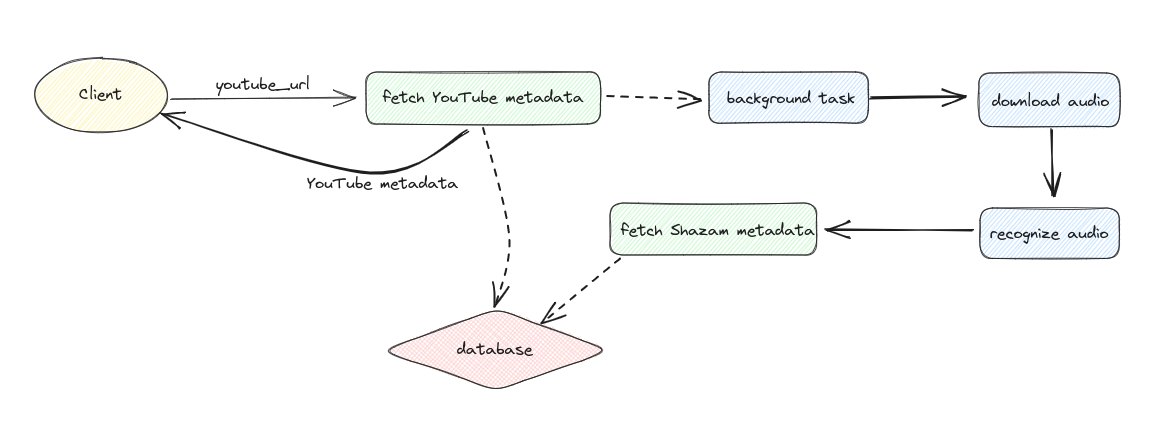 Client
youtube_url
fetch YouTube metadata
background task
download audio
YouTube metadata
fetch Shazam metadata
recognize audio
database